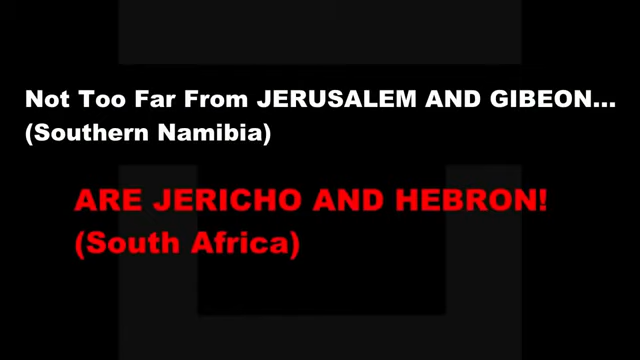 Not Too Far From JERUSALEM AND GIBEON...
(Southern Namibia)
ARE JERICHO AND HEBRON!
(South Africa)